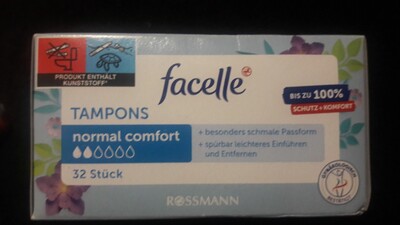 PRODUKT ENTHÄLT
KUNSTSTOFF
facelle
BIS ZU 100%
SCHUTZ + KOMFORT
TAMPONS
normal comfort
+ besonders schmale Passform
+ spürbar leichteres Einführen
und Entfernen
32 Stück
ROSSMANN